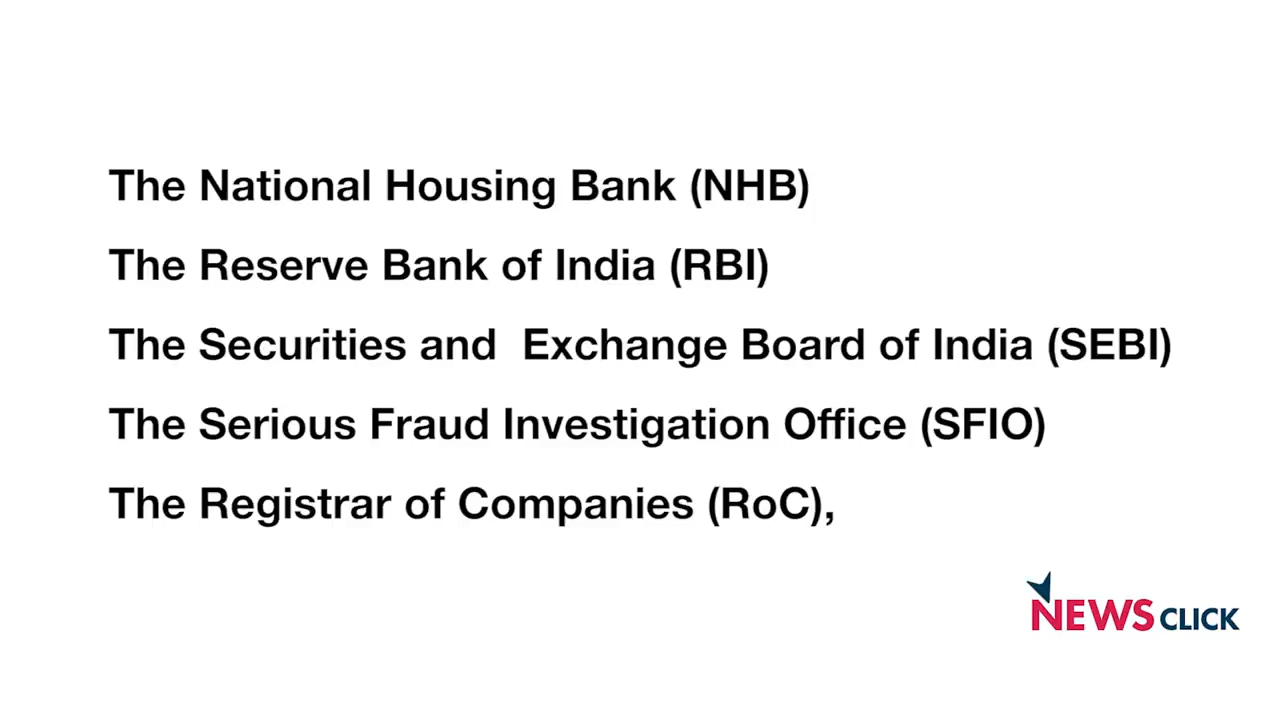 The National Housing Bank (NHB)
The Reserve Bank of India (RBI)
The Securities and  Exchange Board of India (SEBI)
The Serious Fraud Investigation Office (SFIO)
The Registrar of Companies (RoC),
NEWSCLICK